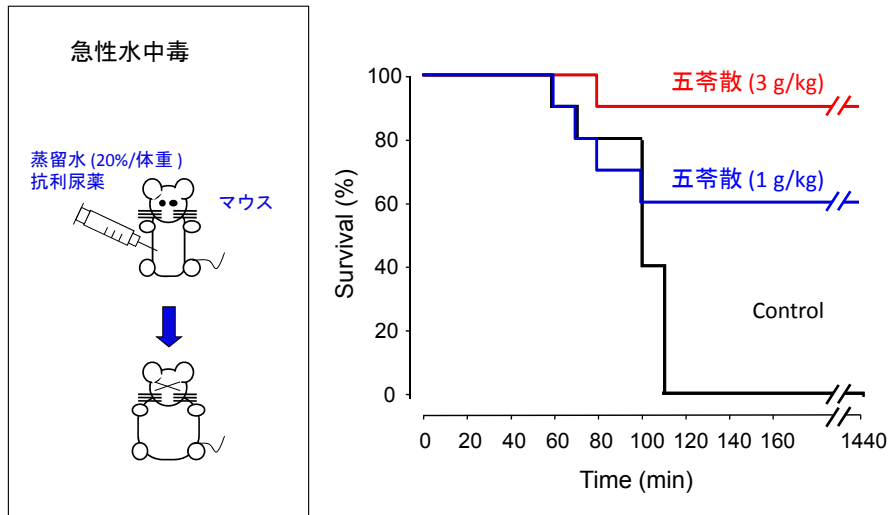 急性水中毒
蒸留水 (20%/体重 )
抗利尿薬
マウス
五苓散 (3 g/kg)
五苓散 (1 g/kg)
Control
Survival (%)
100
80
60
40
20
0
0 20 40 60 80 100 120 140 160 1440
Time (min)